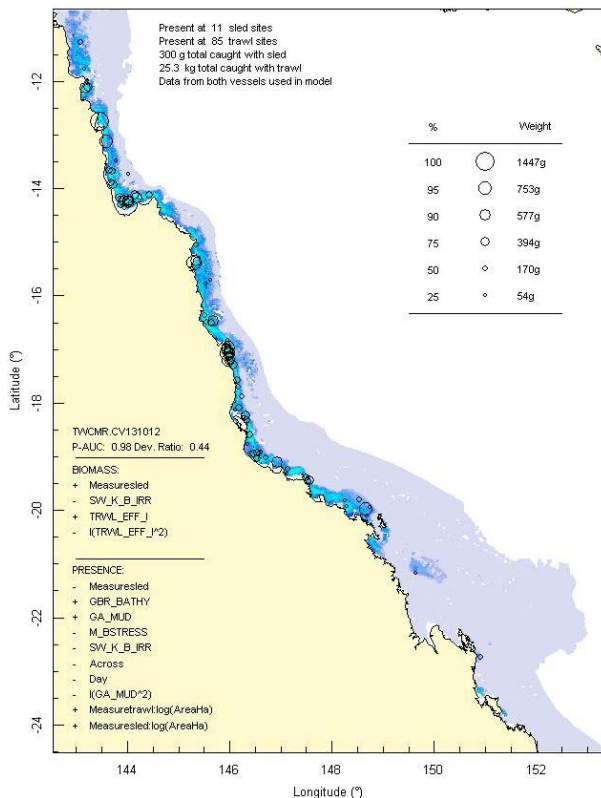 Present at 11 sled sites
Present at 85 trawl sites
300 g total caught with sled
25.3 kg total caught with trawl
Data from both vessels used in model
% Weight
100 1447g
95 753g
90 577g
75 394g
50 170g
25 54g
-12
-14
-16
-18
-20
-22
-24
Latitude (°)
TWCMR.CV131012
P-AUC: 0.98 Dev. Ratio: 0.44
BIOMASS:
+ Measuresled
- SW_K_B_IRR
+ TRWL_EFF_I
- I(TRWL_EFF_I^2)
PRESENCE:
- Measuresled
+ GBR_BATHY
+ GA_MUD
- M_BSTRESS
- SW_K_B_IRR
- Across
- Day
- I(GA_MUD^2)
+ Measuretrawl:log(AreaHa)
+ Measuresled:log(AreaHa)
144 146 148 150 152
Longitude (°)